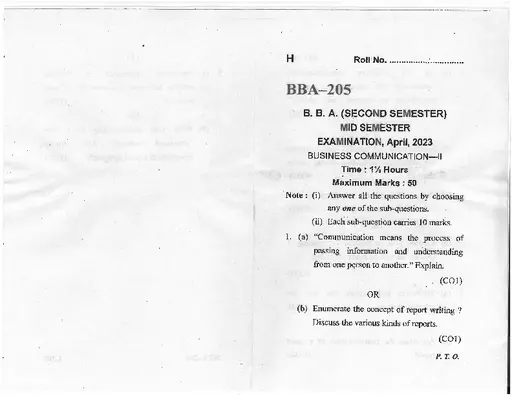 H Roll No. ..............................
BBA–205
B. B. A. (SECOND SEMESTER)
MID SEMESTER
EXAMINATION, April, 2023
BUSINESS COMMUNICATION—II
Time : 1½ Hours
Maximum Marks : 50
Note : (i) Answer all the questions by choosing
any one of the sub-questions.
(ii) Each sub-question carries 10 marks.
1. (a) “Communication means the process of
passing information and understanding
from one person to another.” Explain.
(CO1)
OR
(b) Enumerate the concept of report writing ?
Discuss the various kinds of reports.
(CO1)
P. T. O.